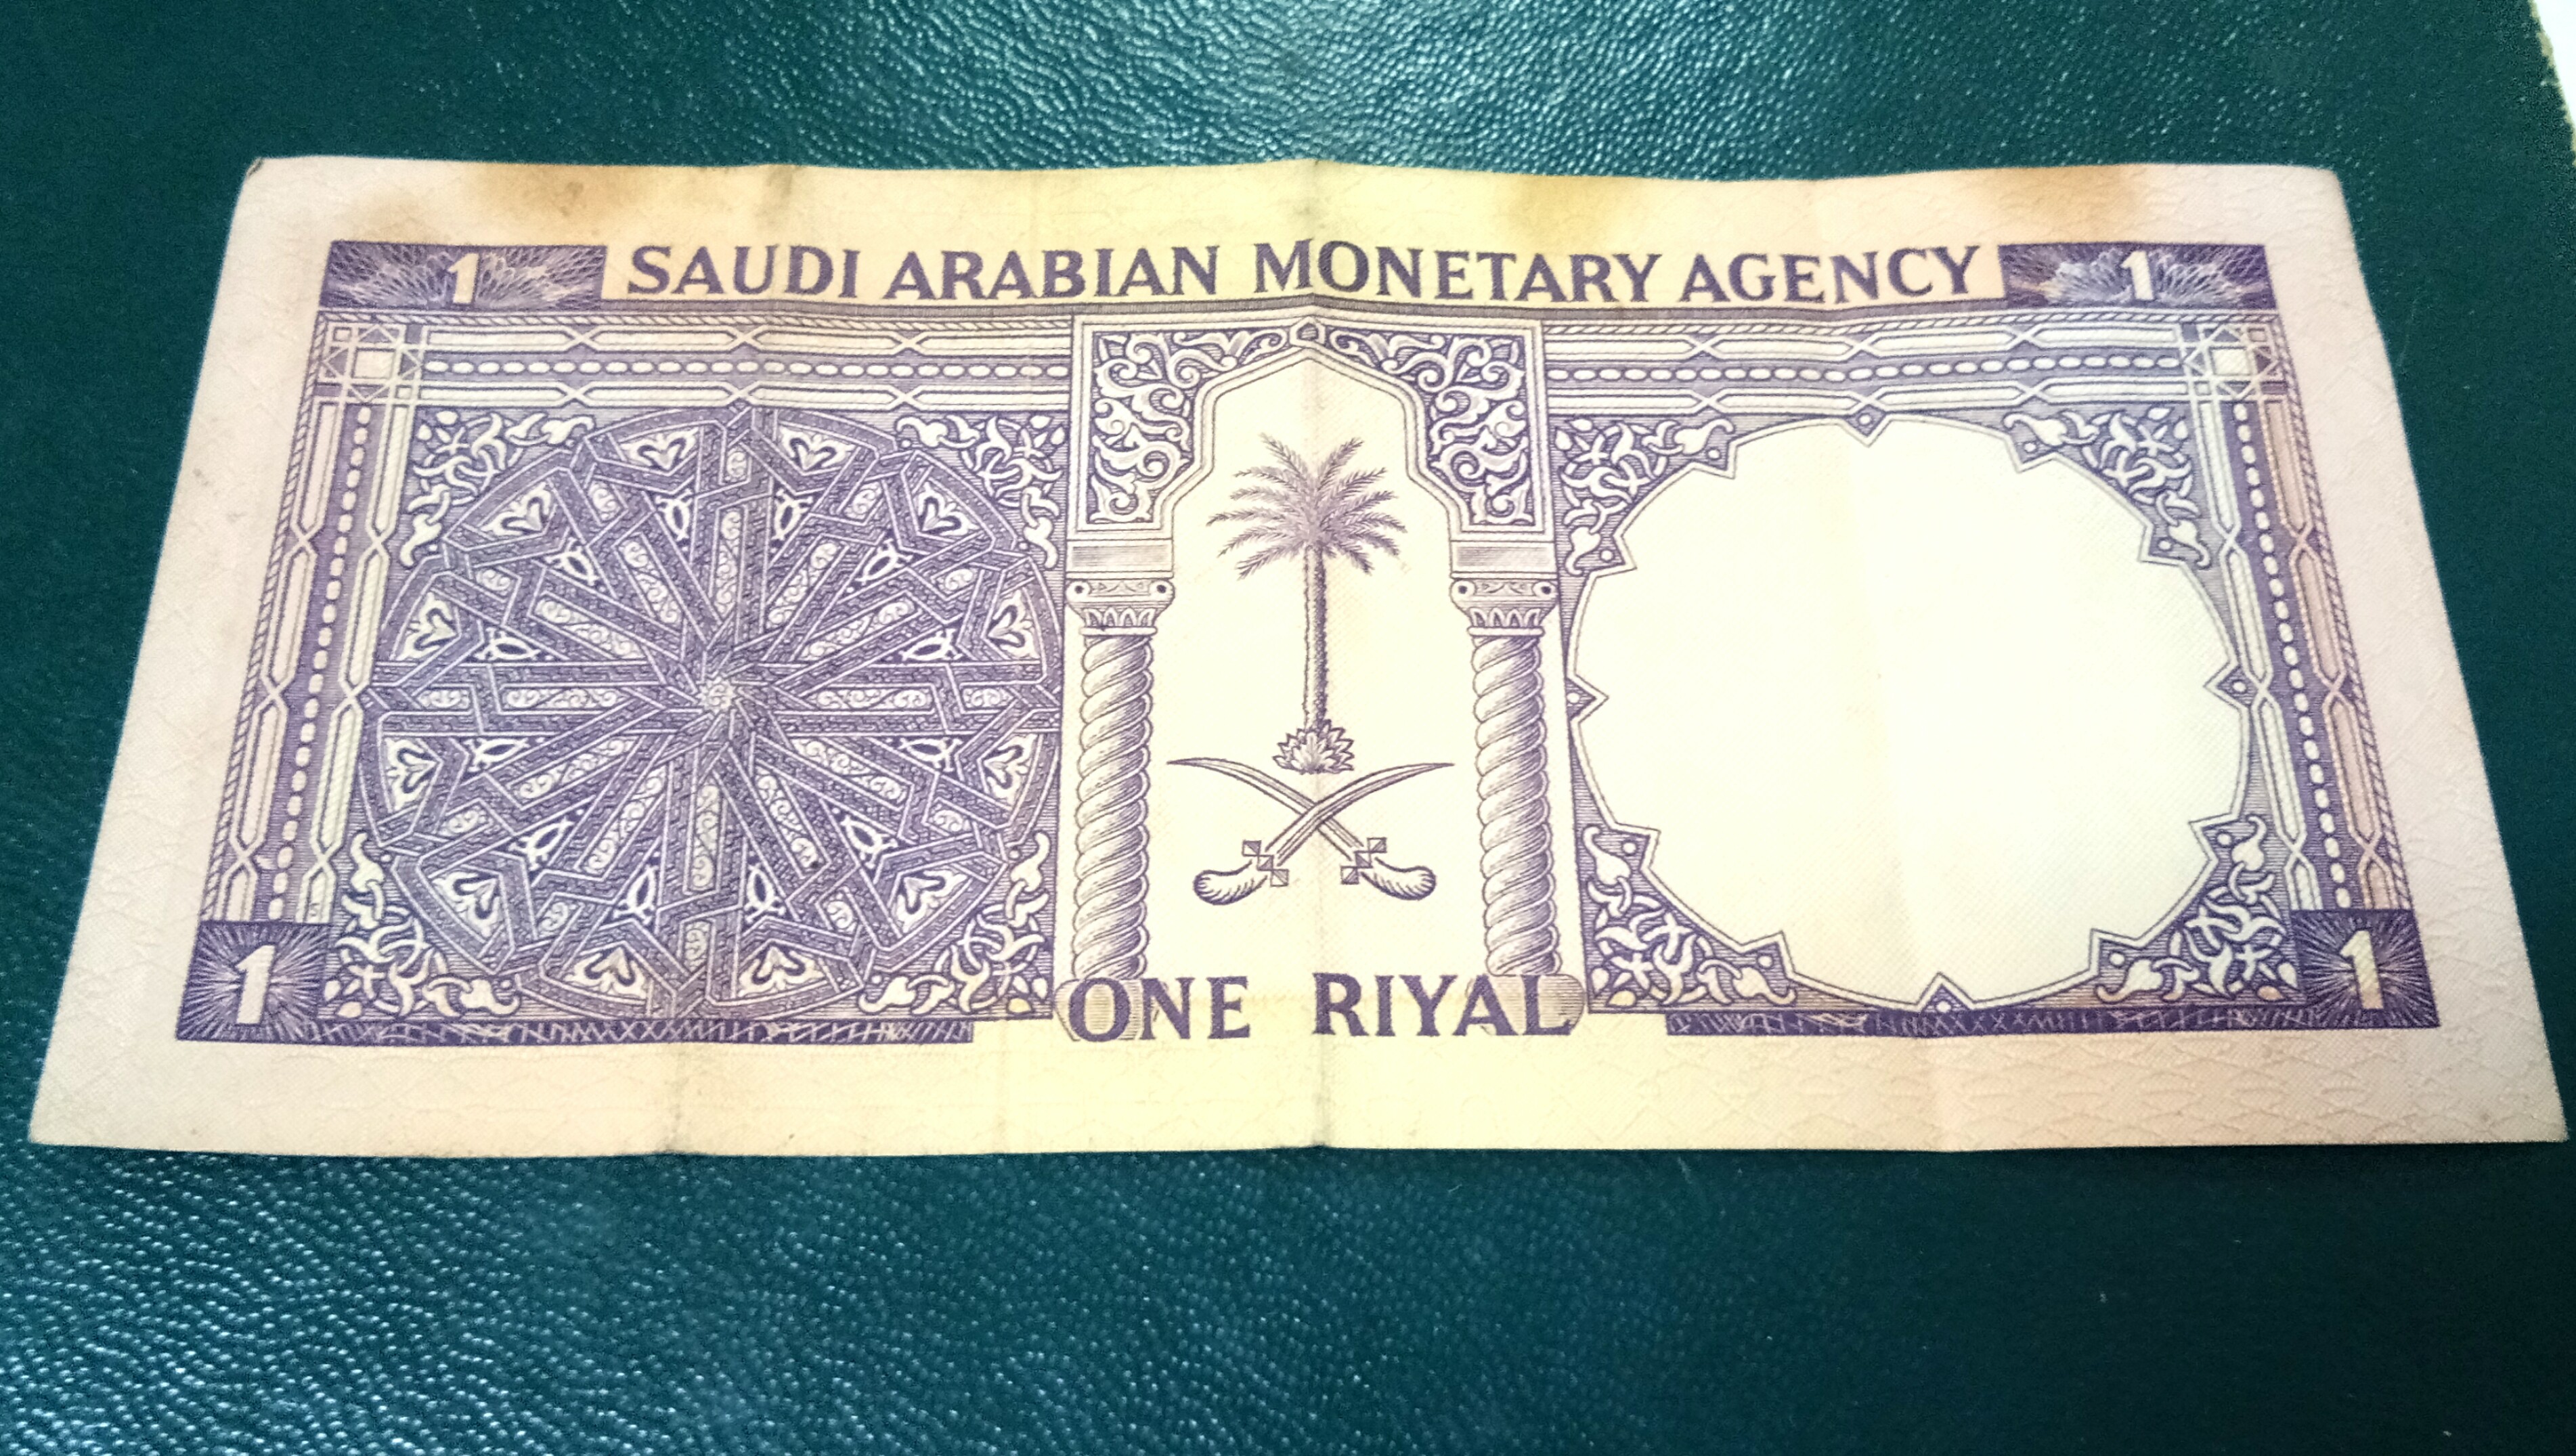 1 SAUDI ARABIAN MONETARY AGENCY 1
1 ONE RIYAL 1